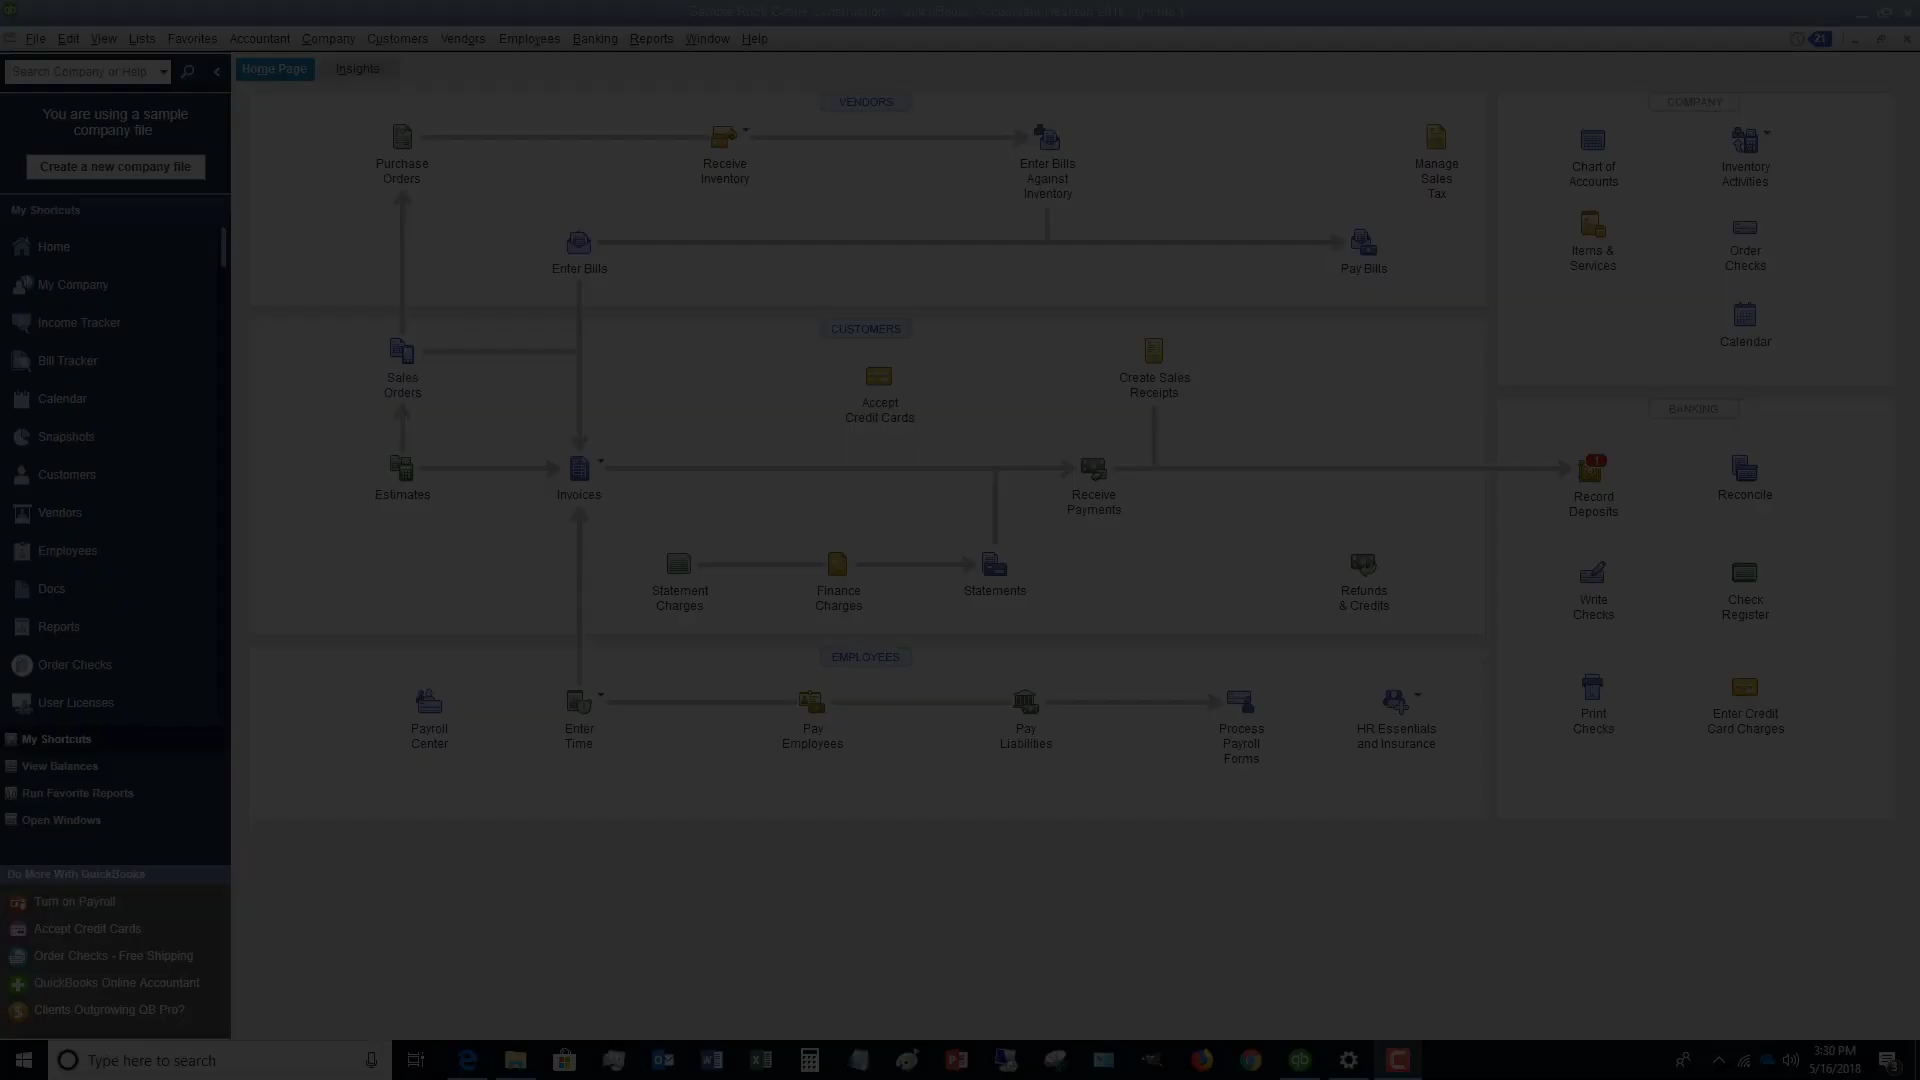 File Edit View Lists Favorites Accountant Company Customers Vendors Employees Banking Reports Window Help
21
Search Company or Help
Home Page Insights
You are using a sample
company file
Create a new company file
My Shortcuts
Home
My Company
Income Tracker
Bill Tracker
Calendar
Snapshots
Customers
Vendors
Employees
Docs
Reports
Order Checks
User Licenses
My Shortcuts
View Balances
Run Favorite Reports
Open Windows
Do More With QuickBooks
Turn on Payroll
Accept Credit Cards
Order Checks - Free Shipping
QuickBooks Online Accountant
Clients Outgrowing QB Pro?
VENDORS
Purchase
Orders
Receive
Inventory
Enter Bills
Against
Inventory
Manage
Sales
Tax
Enter Bills
Pay Bills
CUSTOMERS
Sales
Orders
Accept
Credit Cards
Create Sales
Receipts
Estimates
Invoices
Receive
Payments
Statement
Charges
Finance
Charges
Statements
Refunds
& Credits
EMPLOYEES
Payroll
Center
Enter
Time
Pay
Employees
Pay
Liabilities
Process
Payroll
Forms
HR Essentials
and Insurance
COMPANY
Chart of
Accounts
Inventory
Activities
Items &
Services
Order
Checks
Calendar
BANKING
1
Record
Deposits
Reconcile
Write
Checks
Check
Register
Print
Checks
Enter Credit
Card Charges
Type here to search
3:30 PM
5/16/2018
3